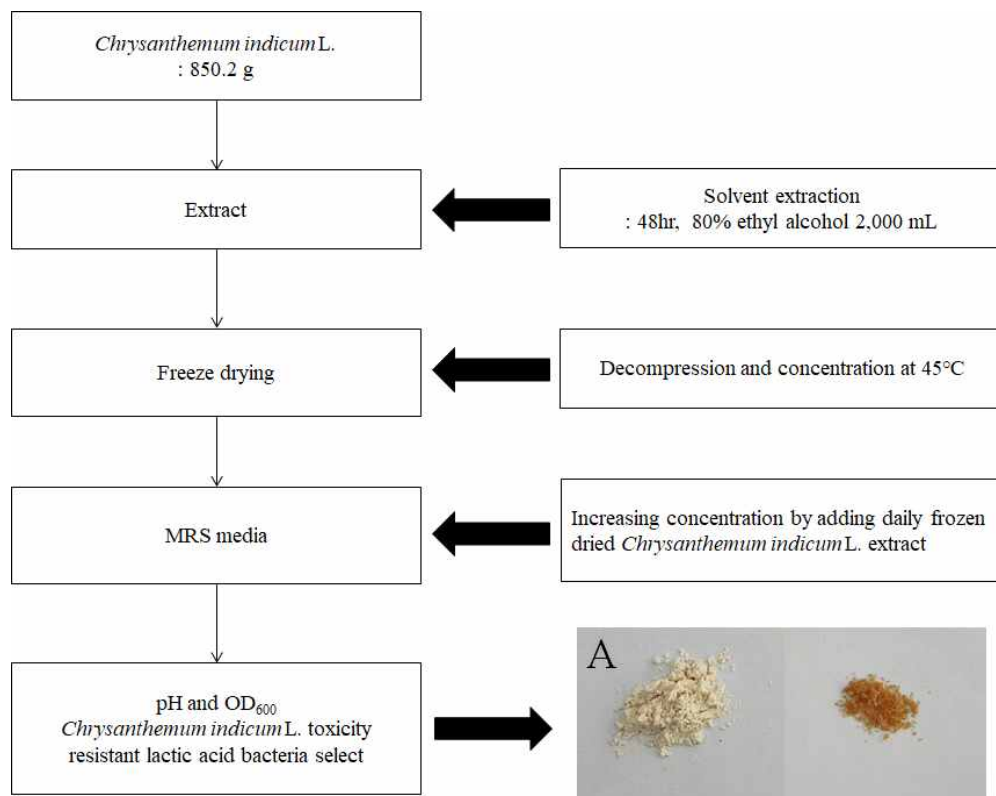 Chrysanthemum indicum L.
: 850.2 g
Extract
Solvent extraction
: 48hr, 80% ethyl alcohol 2,000 mL
Freeze drying
Decompression and concentration at 45°C
MRS media
Increasing concentration by adding daily frozen
dried Chrysanthemum indicum L. extract
pH and OD₆₀₀
Chrysanthemum indicum L. toxicity
resistant lactic acid bacteria select
A